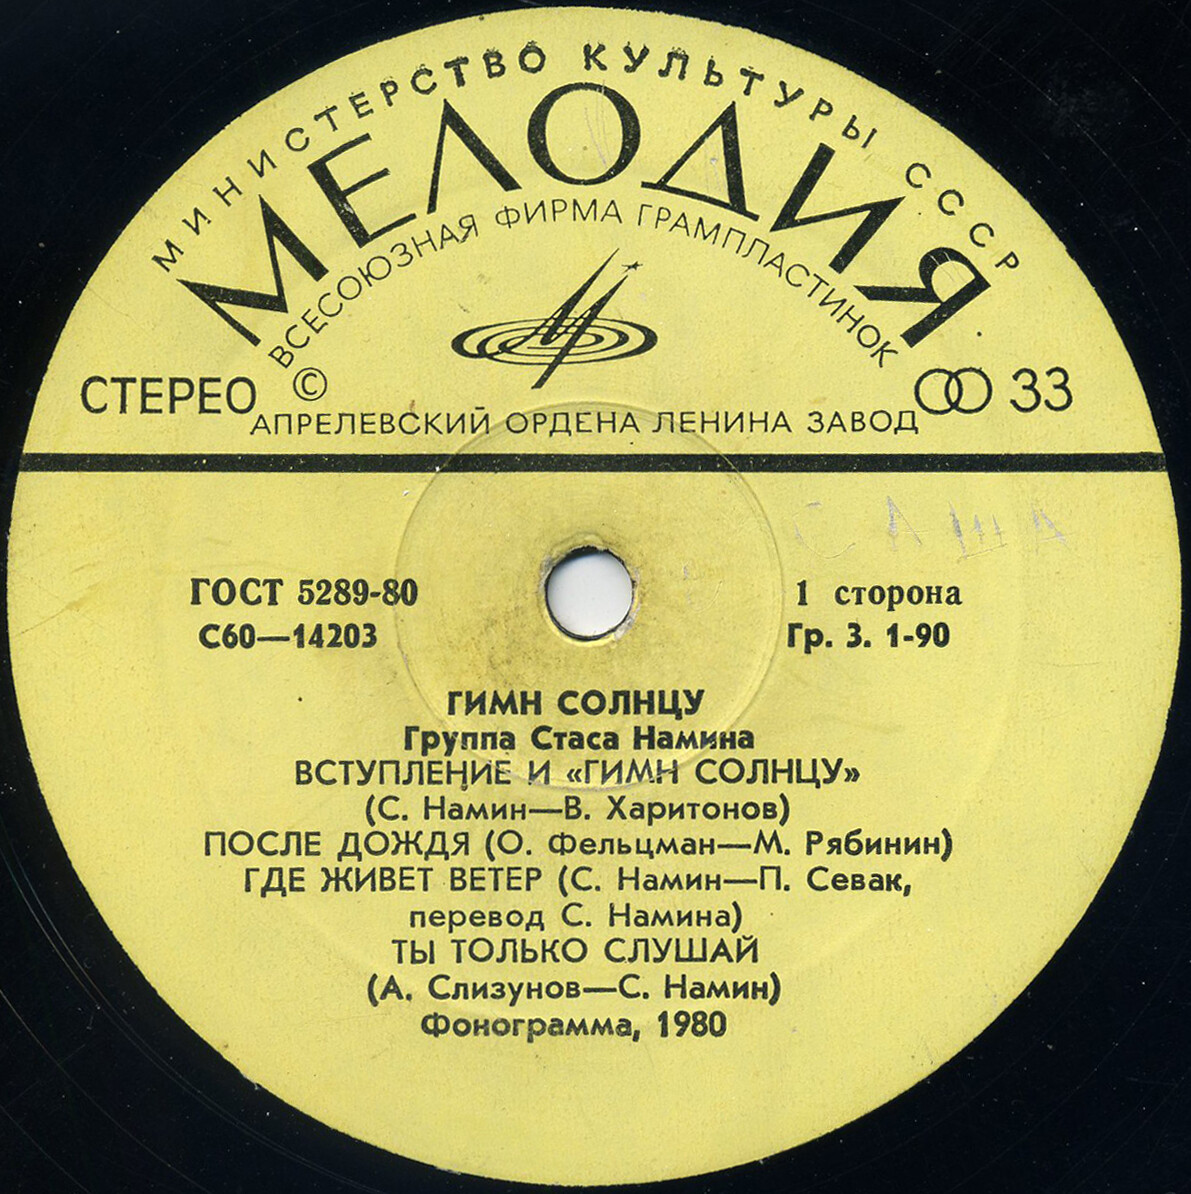 МИНИСТЕРСТВО КУЛЬТУРЫ СССР
МЕЛОДИЯ
ВСЕСОЮЗНАЯ ФИРМА ГРАМПЛАСТИНОК
СТЕРЕО © 33
АПРЕЛЕВСКИЙ ОРДЕНА ЛЕНИНА ЗАВОД
САША
ГОСТ 5289-80 1 сторона
С60—14203 Гр. 3. 1-90
ГИМН СОЛНЦУ
Группа Стаса Намина
ВСТУПЛЕНИЕ И «ГИМН СОЛНЦУ»
(С. Намин—В. Харитонов)
ПОСЛЕ ДОЖДЯ (О. Фельцман—М. Рябинин)
ГДЕ ЖИВЕТ ВЕТЕР (С. Намин—П. Севак,
перевод С. Намина)
ТЫ ТОЛЬКО СЛУШАЙ
(А. Слизунов—С. Намин)
Фонограмма, 1980